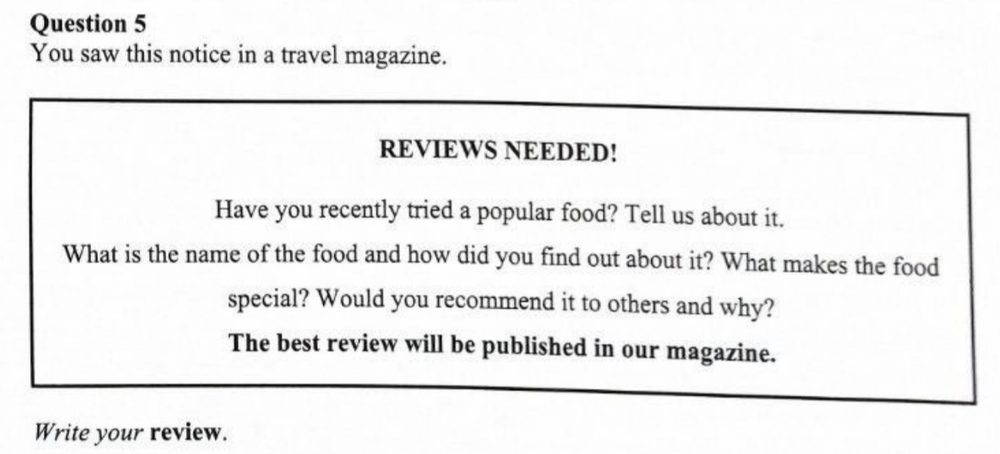 Question 5
You saw this notice in a travel magazine.
REVIEWS NEEDED!
Have you recently tried a popular food? Tell us about it.
What is the name of the food and how did you find out about it? What makes the food
special? Would you recommend it to others and why?
The best review will be published in our magazine.
Write your review.